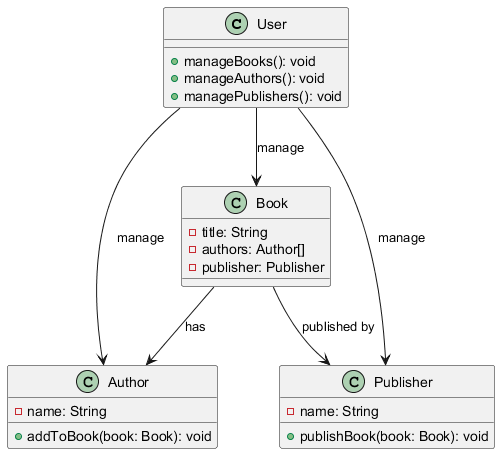 C User
manageBooks(): void
manageAuthors(): void
managePublishers(): void
manage
C Book
title: String
authors: Author[]
publisher: Publisher
manage
manage
has
published by
C Author
name: String
addToBook(book: Book): void
C Publisher
name: String
publishBook(book: Book): void